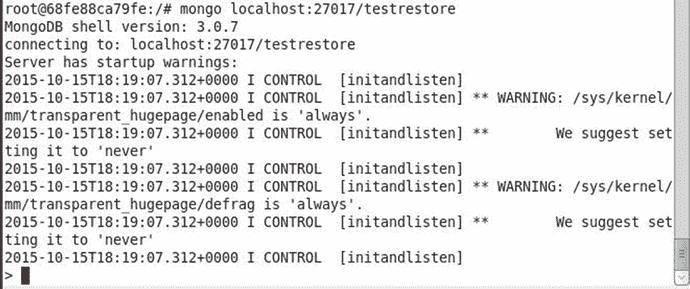 root@68fe88ca79fe:/# mongo localhost:27017/testrestore
MongoDB shell version: 3.0.7
connecting to: localhost:27017/testrestore
Server has startup warnings:
2015-10-15T18:19:07.312+0000 I CONTROL  [initandlisten]
2015-10-15T18:19:07.312+0000 I CONTROL  [initandlisten] ** WARNING: /sys/kernel/
mm/transparent_hugepage/enabled is 'always'.
2015-10-15T18:19:07.312+0000 I CONTROL  [initandlisten] **        We suggest set
ting it to 'never'
2015-10-15T18:19:07.312+0000 I CONTROL  [initandlisten]
2015-10-15T18:19:07.312+0000 I CONTROL  [initandlisten] ** WARNING: /sys/kernel/
mm/transparent_hugepage/defrag is 'always'.
2015-10-15T18:19:07.312+0000 I CONTROL  [initandlisten] **        We suggest set
ting it to 'never'
2015-10-15T18:19:07.312+0000 I CONTROL  [initandlisten]
>